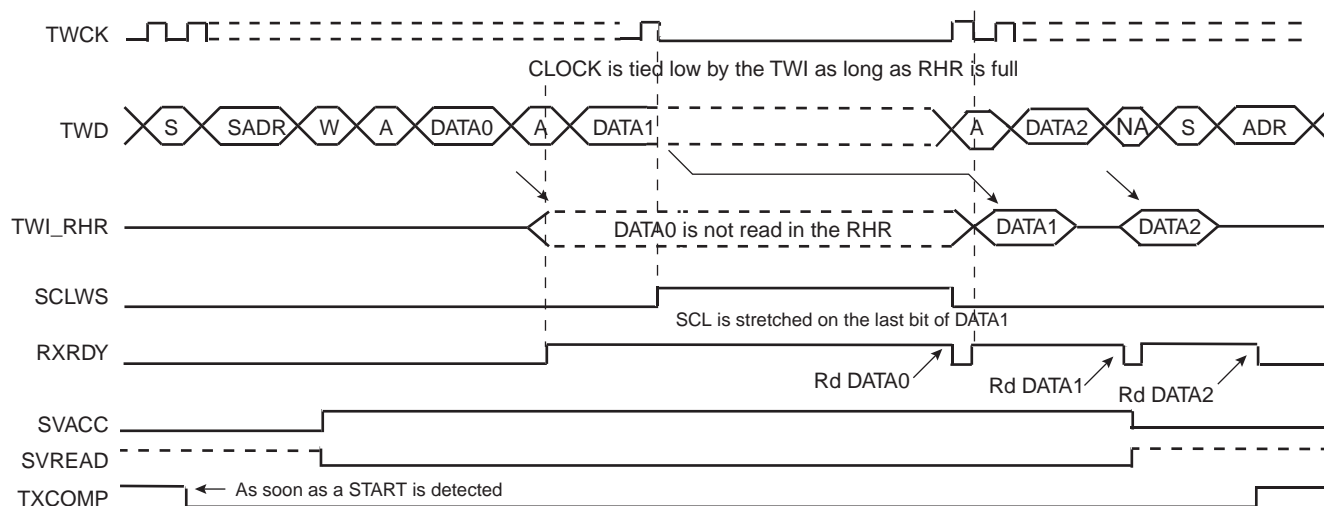 TWCK
CLOCK is tied low by the TWI as long as RHR is full
TWD S SADR W A DATA0 A DATA1 A DATA2 NA S ADR
TWI_RHR DATA0 is not read in the RHR DATA1 DATA2
SCLWS
SCL is stretched on the last bit of DATA1
RXRDY
Rd DATA0 Rd DATA1 Rd DATA2
SVACC
SVREAD
TXCOMP As soon as a START is detected